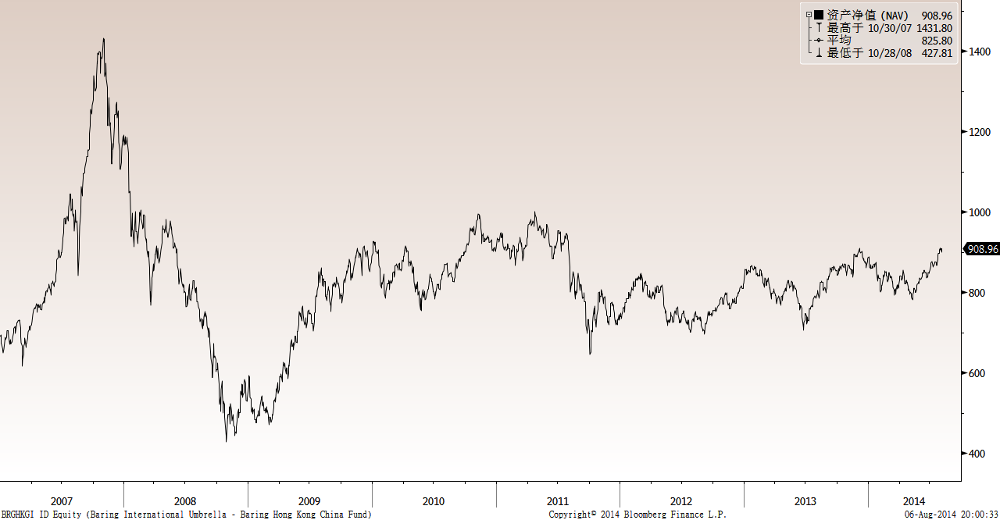 资产净值 (NAV) 908.96
最高于 10/30/07 1431.80
平均 825.80
最低于 10/28/08 427.81
1400
1200
1000
908.96
800
600
400
2007 2008 2009 2010 2011 2012 2013 2014
BRGHKGI ID Equity (Baring International Umbrella - Baring Hong Kong China Fund) Copyright© 2014 Bloomberg Finance L.P. 06-Aug-2014 20:00:33